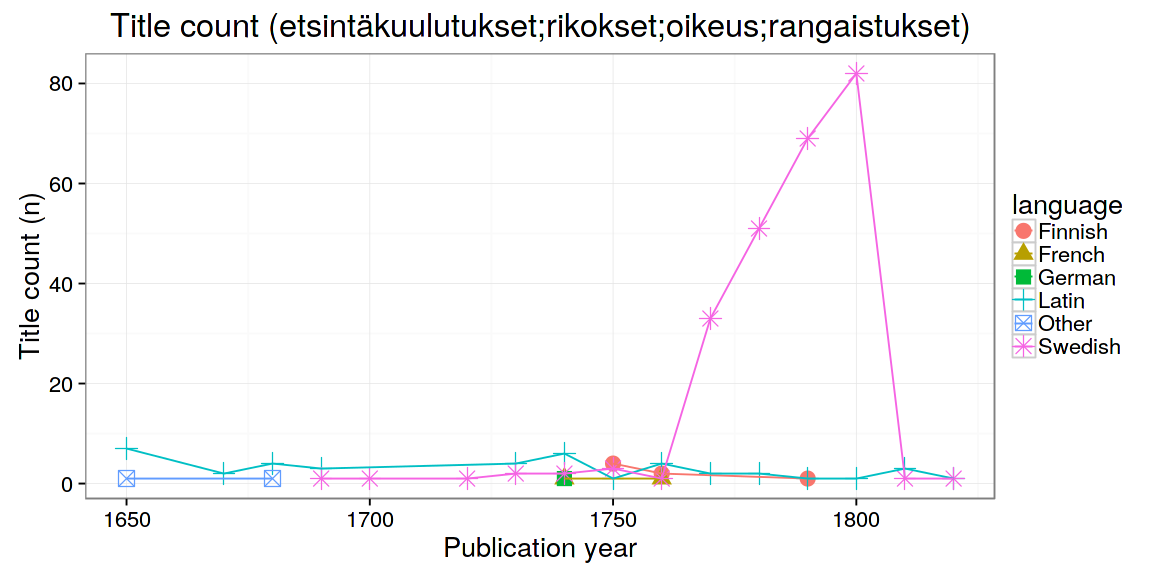 Title count (etsintäkuulutukset;rikokset;oikeus;rangaistukset)
Title count (n)
80
60
40
20
0
1650 1700 1750 1800
Publication year
language
Finnish
French
German
Latin
Other
Swedish